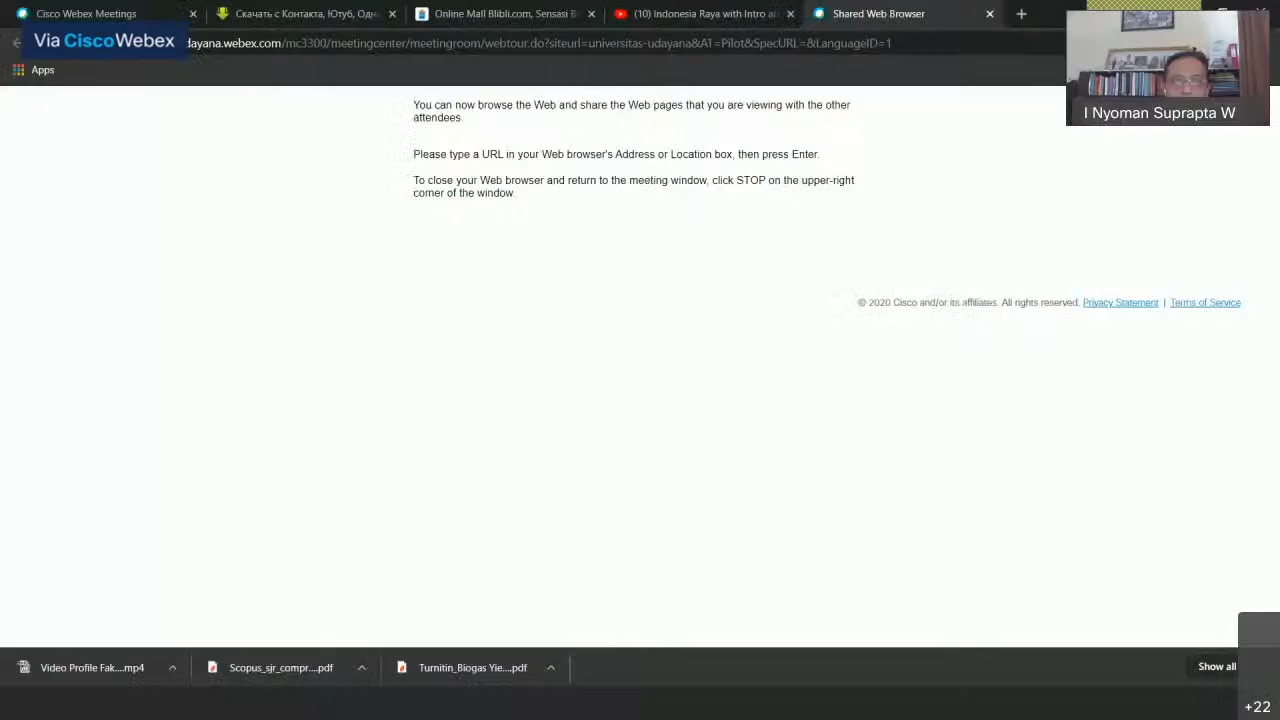 Cisco Webex Meetings
Скачать с Контакта, Ютуб, Одн
Online Mall Blibli.com, Sensasi B
(10) Indonesia Raya with Intro an
Shared Web Browser
Via CiscoWebex
dayana.webex.com/mc3300/meetingcenter/meetingroom/webtour.do?siteurl=universitas-udayana&AT=Pilot&SpecURL=&LanguageID=1
Apps
I Nyoman Suprapta W
You can now browse the Web and share the Web pages that you are viewing with the other
attendees.
Please type a URL in your Web browser's Address or Location box, then press Enter.
To close your Web browser and return to the meeting window, click STOP on the upper-right
corner of the window.
© 2020 Cisco and/or its affiliates. All rights reserved. Privacy Statement | Terms of Service
Video Profile Fak....mp4
Scopus_sjr_compr....pdf
Turnitin_Biogas Yie....pdf
Show all
+22